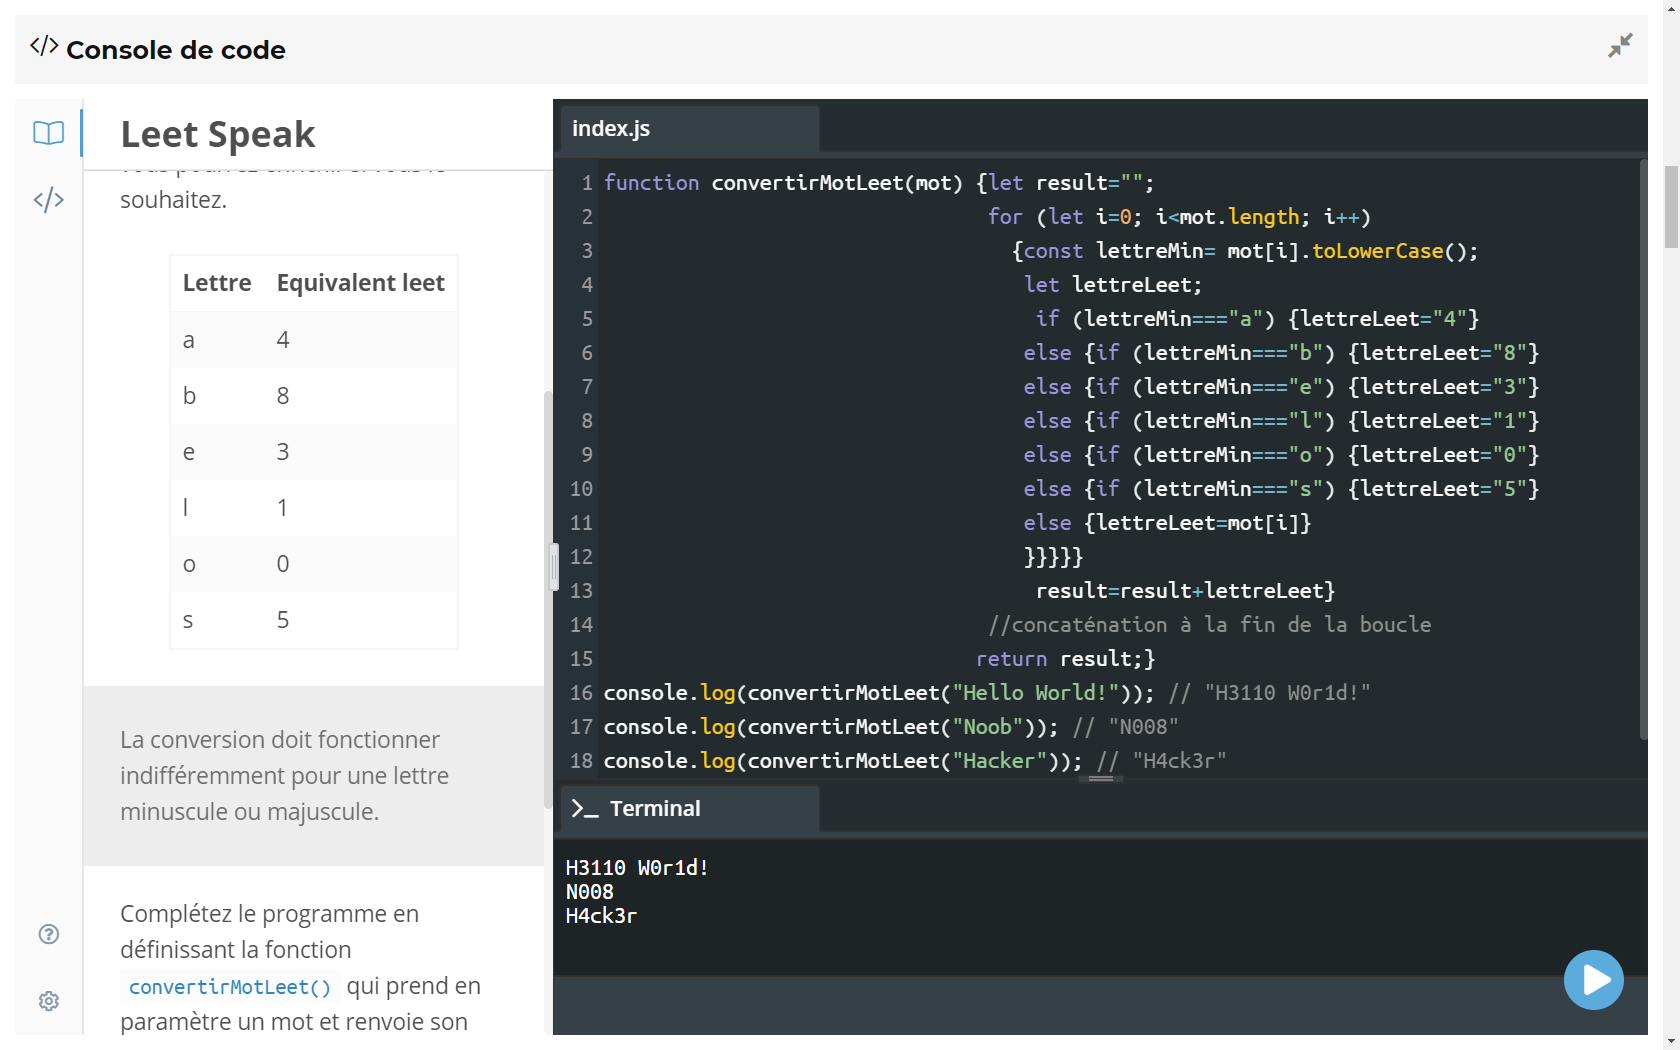 </> Console de code
Leet Speak
vous pourrez enrichir si vous le
souhaitez.
Lettre Equivalent leet
a 4
b 8
e 3
l 1
o 0
s 5
La conversion doit fonctionner
indifféremment pour une lettre
minuscule ou majuscule.
Complétez le programme en
définissant la fonction
convertirMotLeet() qui prend en
paramètre un mot et renvoie son
index.js
1 function convertirMotLeet(mot) {let result="";
2 for (let i=0; i<mot.length; i++)
3 {const lettreMin= mot[i].toLowerCase();
4 let lettreLeet;
5 if (lettreMin==="a") {lettreLeet="4"}
6 else {if (lettreMin==="b") {lettreLeet="8"}
7 else {if (lettreMin==="e") {lettreLeet="3"}
8 else {if (lettreMin==="l") {lettreLeet="1"}
9 else {if (lettreMin==="o") {lettreLeet="0"}
10 else {if (lettreMin==="s") {lettreLeet="5"}
11 else {lettreLeet=mot[i]}
12 }}}}}
13 result=result+lettreLeet}
14 //concaténation à la fin de la boucle
15 return result;}
16 console.log(convertirMotLeet("Hello World!")); // "H3110 W0r1d!"
17 console.log(convertirMotLeet("Noob")); // "N008"
18 console.log(convertirMotLeet("Hacker")); // "H4ck3r"
>_ Terminal
H3110 W0r1d!
N008
H4ck3r